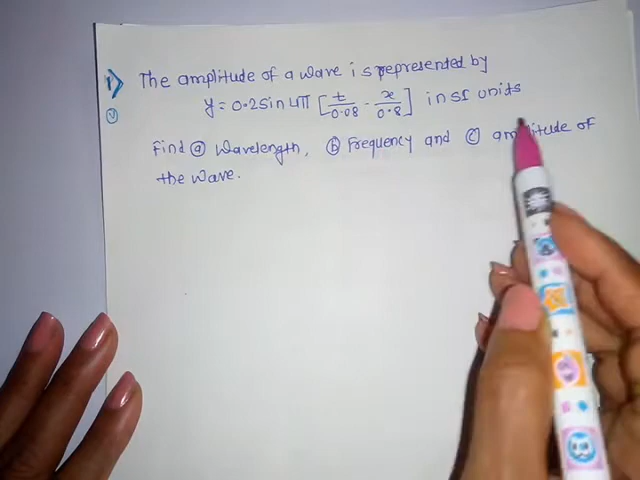 1) The amplitude of a wave is represented by
(V) y = 0.2 sin 4π [t/0.08 - x/0.8] in SI units
Find (a) Wavelength, (b) Frequency and (c) amplitude of
the wave.